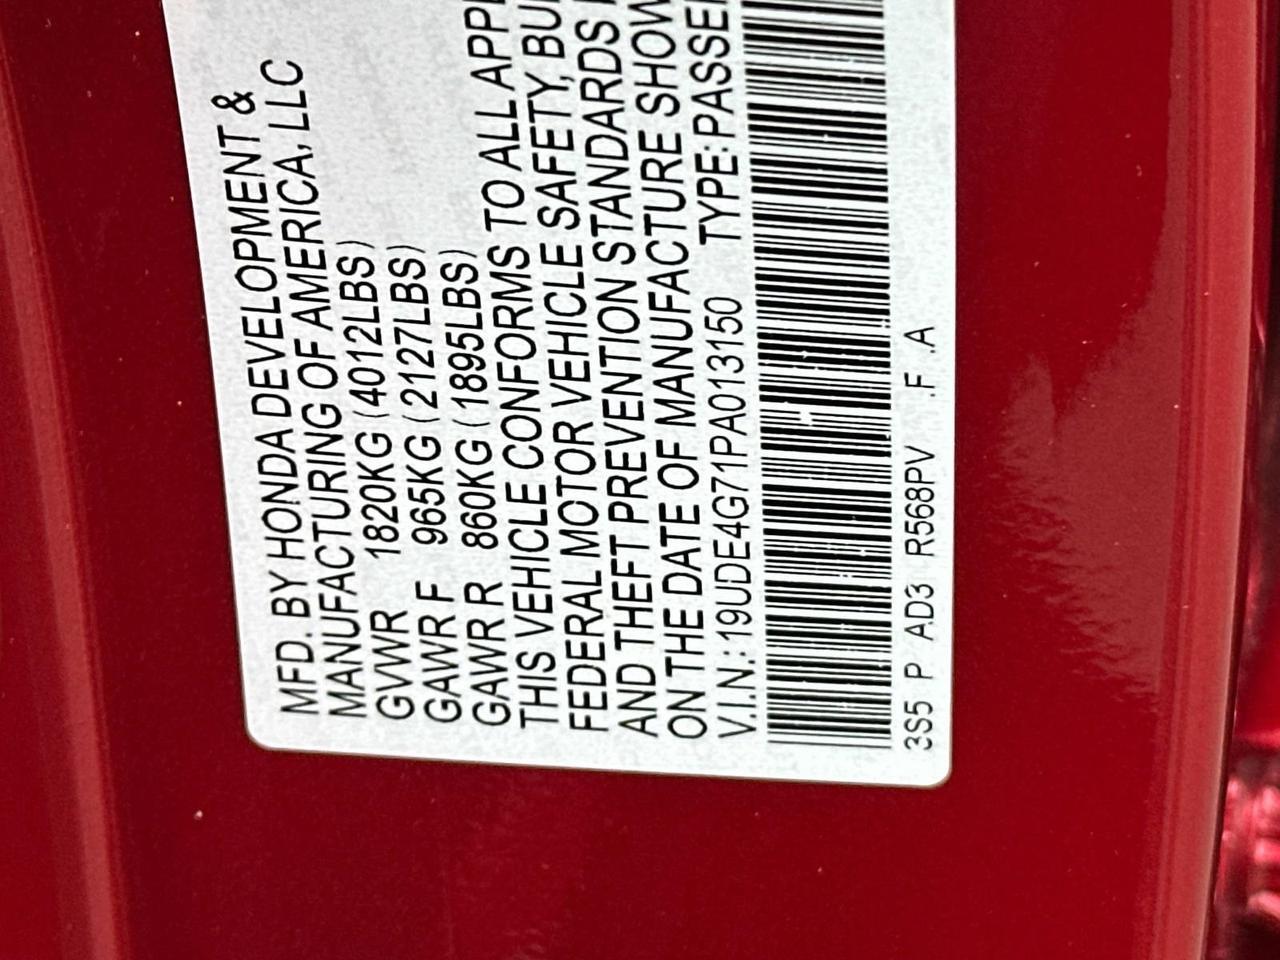 MFD. BY HONDA DEVELOPMENT &
MANUFACTURING OF AMERICA, LLC
GVWR 1820KG (4012LBS)
GAWR F 965KG (2127LBS)
GAWR R 860KG (1895LBS)
THIS VEHICLE CONFORMS TO ALL
FEDERAL MOTOR VEHICLE SAFETY,
AND THEFT PREVENTION STANDARDS
ON THE DATE OF MANUFACTURE SHOW
V.I.N.: 19UDE4G71PA013150 TYPE:
3S5 P AD3 R568PV .F .A